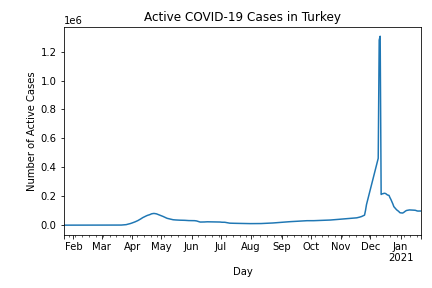 Active COVID-19 Cases in Turkey
1e6
1.2
1.0
0.8
0.6
0.4
0.2
0.0
Number of Active Cases
Feb Mar Apr May Jun Jul Aug Sep Oct Nov Dec Jan
2021
Day